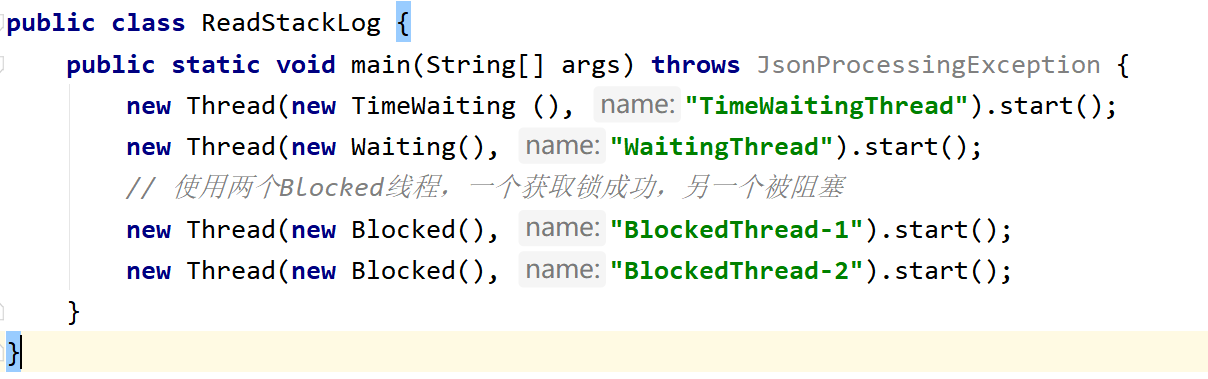 public class ReadStackLog {
public static void main(String[] args) throws JsonProcessingException {
new Thread(new TimeWaiting (), name: "TimeWaitingThread").start();
new Thread(new Waiting(), name: "WaitingThread").start();
// 使用两个Blocked线程，一个获取锁成功，另一个被阻塞
new Thread(new Blocked(), name: "BlockedThread-1").start();
new Thread(new Blocked(), name: "BlockedThread-2").start();
}
}